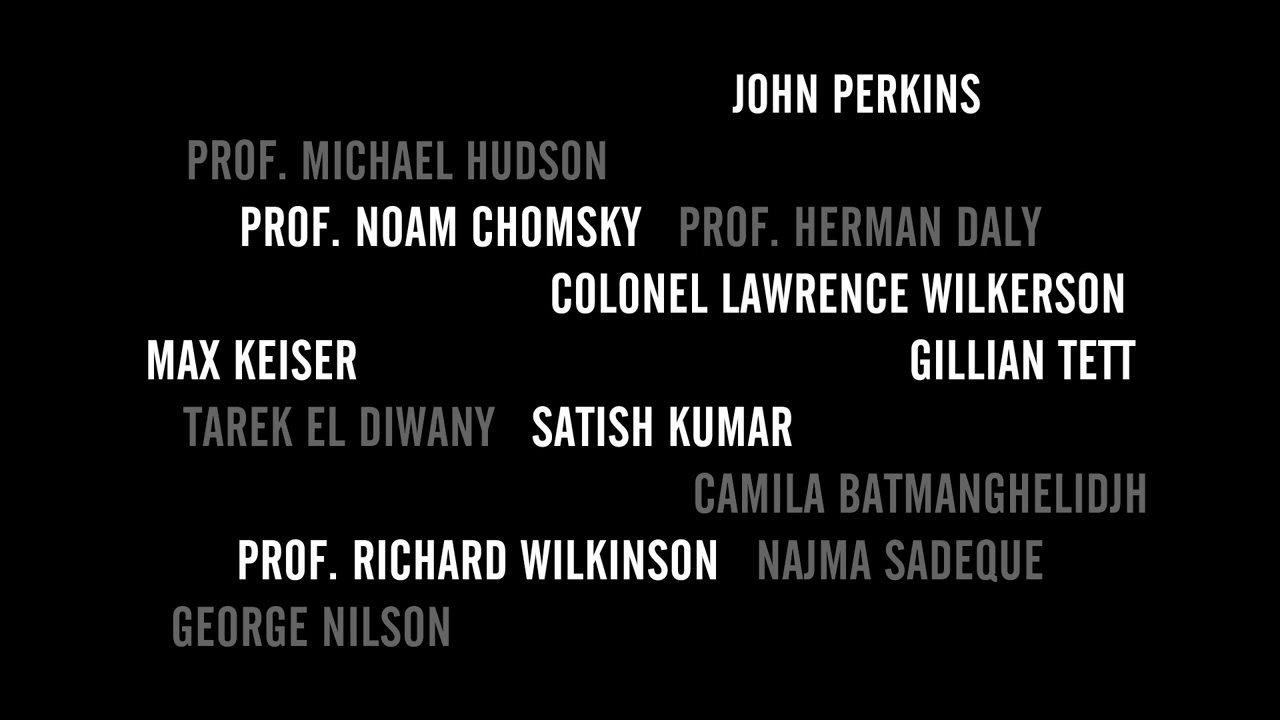 JOHN PERKINS
PROF. MICHAEL HUDSON
PROF. NOAM CHOMSKY PROF. HERMAN DALY
COLONEL LAWRENCE WILKERSON
MAX KEISER GILLIAN TETT
TAREK EL DIWANY SATISH KUMAR
CAMILA BATMANGHELIDJH
PROF. RICHARD WILKINSON NAJMA SADEQUE
GEORGE NILSON